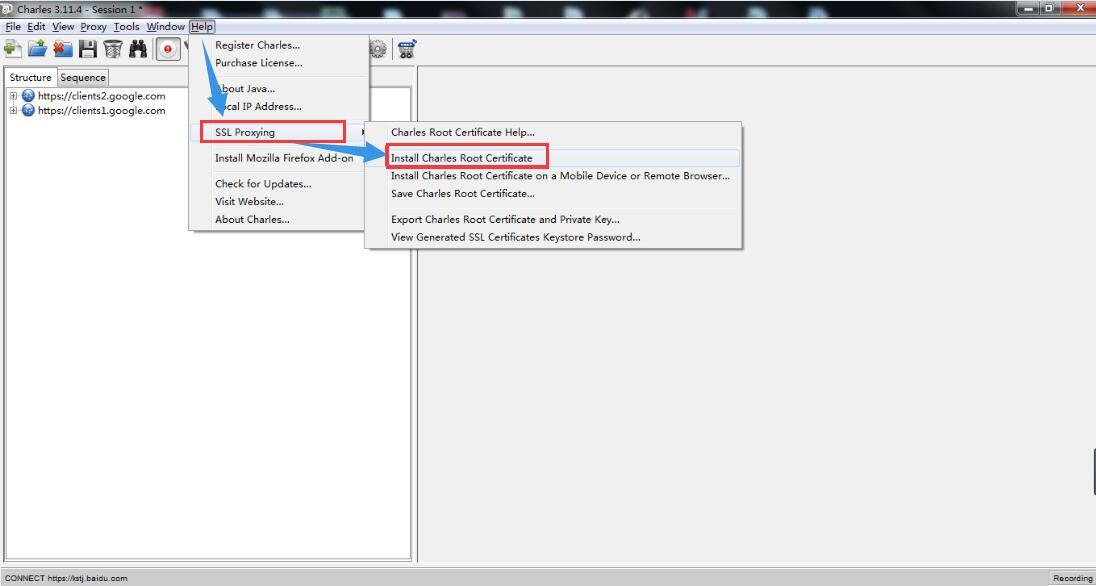 Charles 3.11.4 - Session 1 *
File Edit View Proxy Tools Window Help
Register Charles...
Purchase License...
bout Java...
ocal IP Address...
SSL Proxying
Install Mozilla Firefox Add-on
Check for Updates...
Visit Website...
About Charles...
Charles Root Certificate Help...
Install Charles Root Certificate
Install Charles Root Certificate on a Mobile Device or Remote Browser...
Save Charles Root Certificate...
Export Charles Root Certificate and Private Key...
View Generated SSL Certificates Keystore Password...
Structure Sequence
https://clients2.google.com
https://clients1.google.com
CONNECT https://kstj.baidu.com
Recording